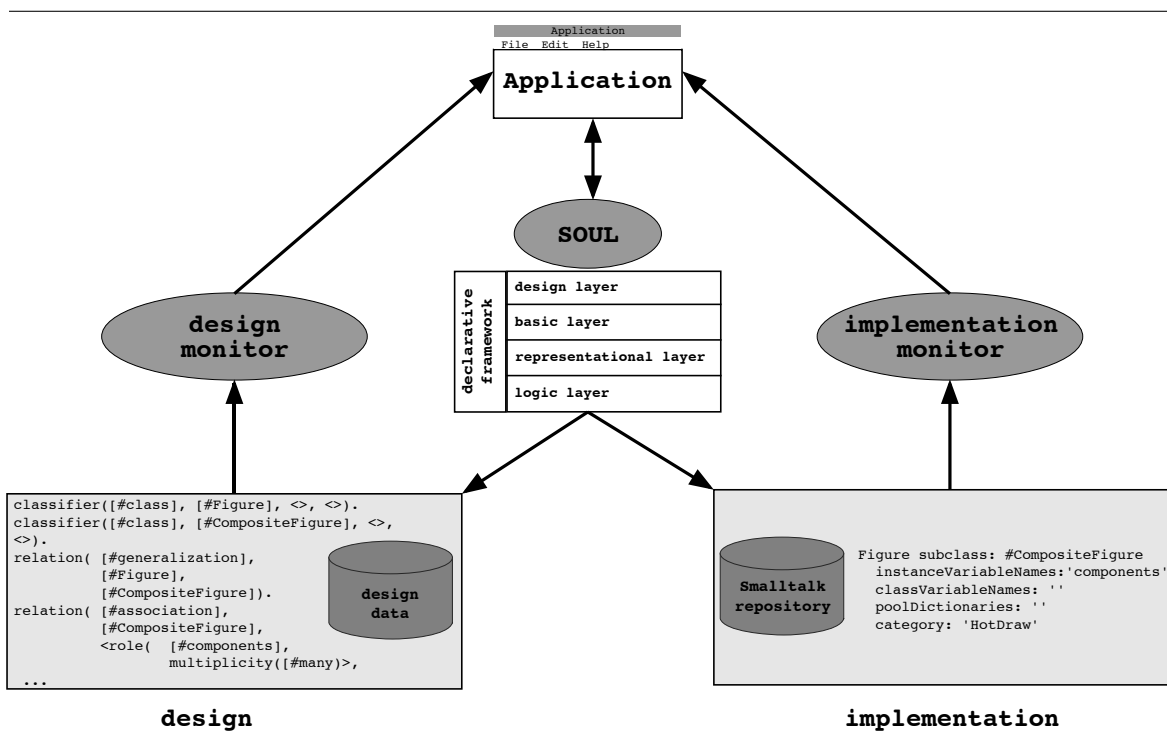 Application
File Edit Help
Application
SOUL
declarative
framework
design layer
basic layer
representational layer
logic layer
design
monitor
implementation
monitor
classifier([#class], [#Figure], <>, <>).
classifier([#class], [#CompositeFigure], <>,
<>).
relation( [#generalization],
[#Figure],
[#CompositeFigure]).
relation( [#association],
[#CompositeFigure],
<role( [#components],
multiplicity([#many)>,
...
design
data
Smalltalk
repository
Figure subclass: #CompositeFigure
instanceVariableNames:'components'
classVariableNames: ''
poolDictionaries: ''
category: 'HotDraw'
design
implementation